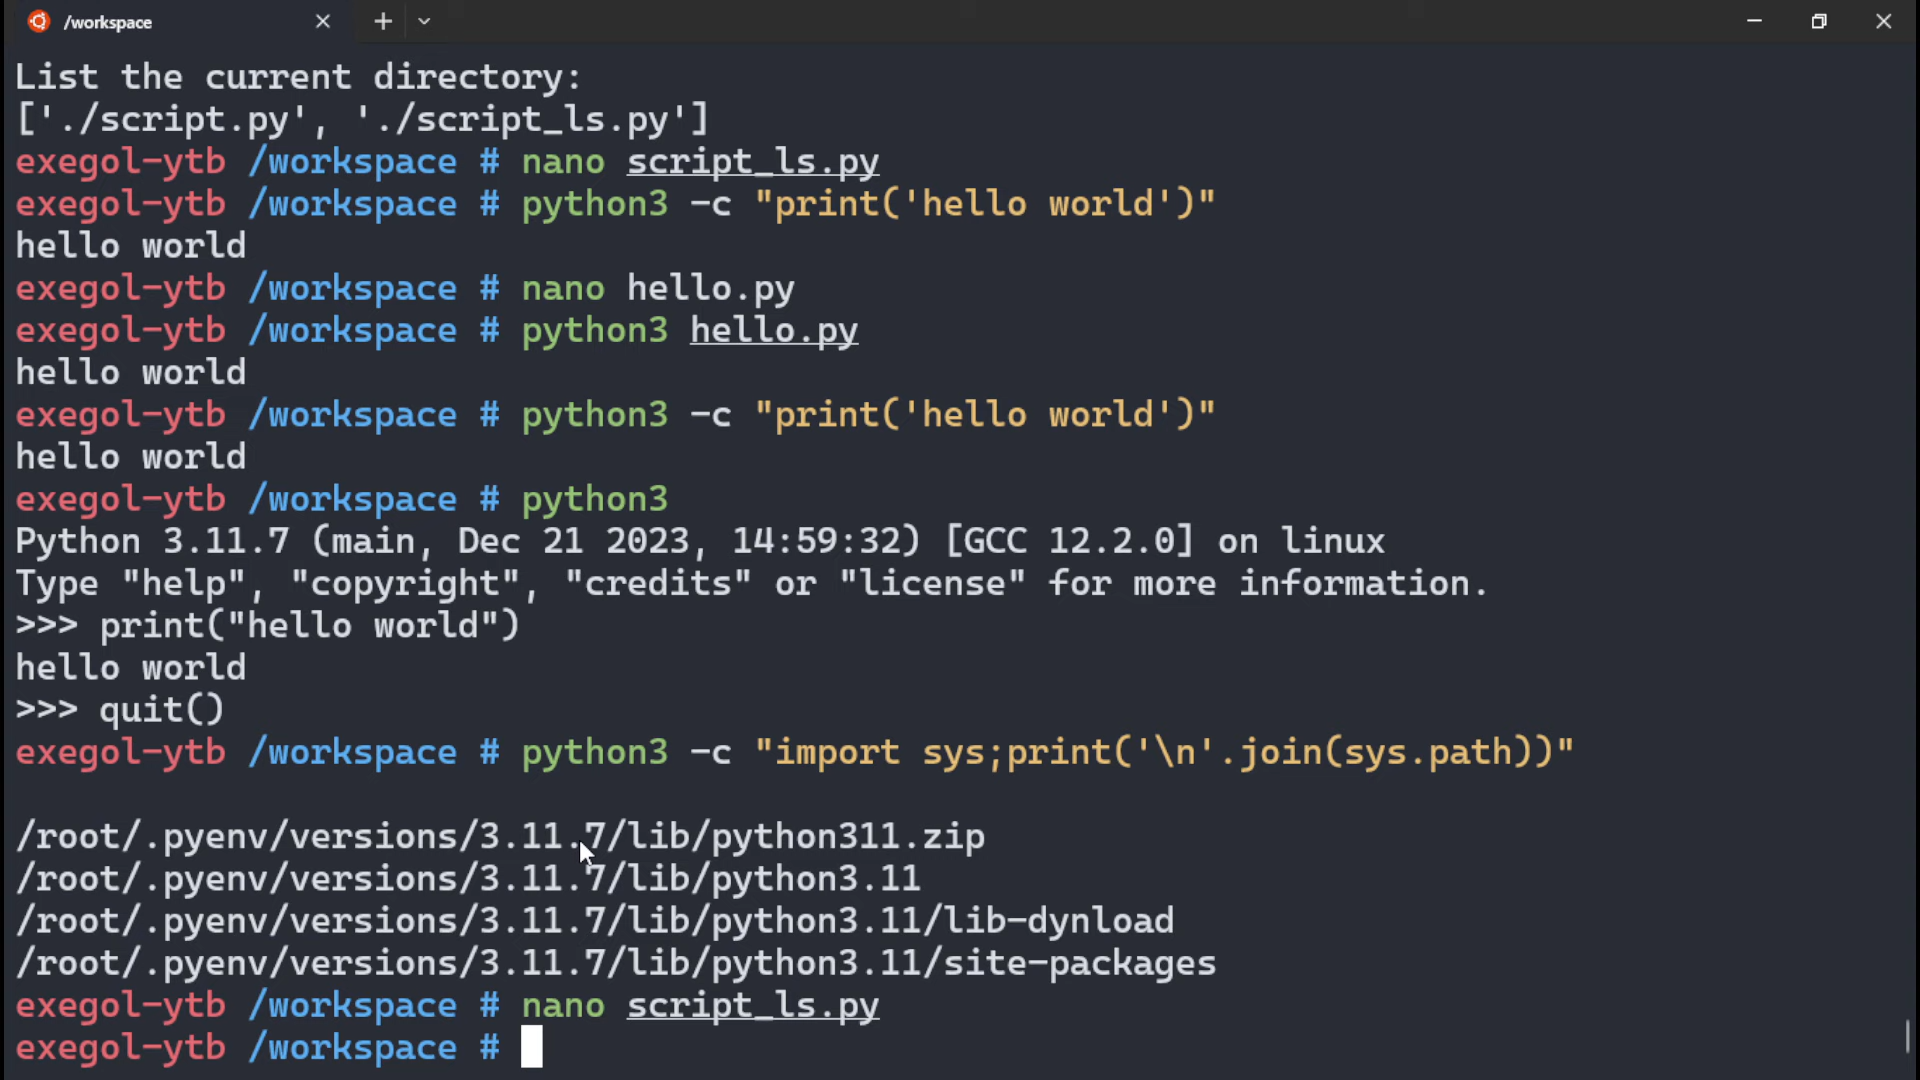 /workspace
List the current directory:
['./script.py', './script_ls.py']
exegol-ytb /workspace # nano script_ls.py
exegol-ytb /workspace # python3 -c "print('hello world')"
hello world
exegol-ytb /workspace # nano hello.py
exegol-ytb /workspace # python3 hello.py
hello world
exegol-ytb /workspace # python3 -c "print('hello world')"
hello world
exegol-ytb /workspace # python3
Python 3.11.7 (main, Dec 21 2023, 14:59:32) [GCC 12.2.0] on linux
Type "help", "copyright", "credits" or "license" for more information.
>>> print("hello world")
hello world
>>> quit()
exegol-ytb /workspace # python3 -c "import sys;print('\n'.join(sys.path))"
/root/.pyenv/versions/3.11.7/lib/python311.zip
/root/.pyenv/versions/3.11.7/lib/python3.11
/root/.pyenv/versions/3.11.7/lib/python3.11/lib-dynload
/root/.pyenv/versions/3.11.7/lib/python3.11/site-packages
exegol-ytb /workspace # nano script_ls.py
exegol-ytb /workspace #